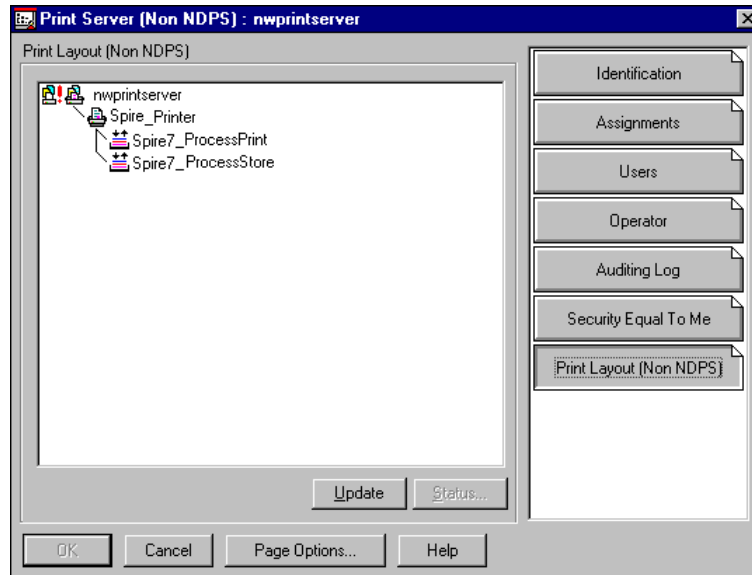 Print Server (Non NDPS) : nwprintserver
Print Layout (Non NDPS)
nwprintserver
Spire_Printer
Spire7_ProcessPrint
Spire7_ProcessStore
Update
Status...
Identification
Assignments
Users
Operator
Auditing Log
Security Equal To Me
Print Layout (Non NDPS)
OK
Cancel
Page Options...
Help